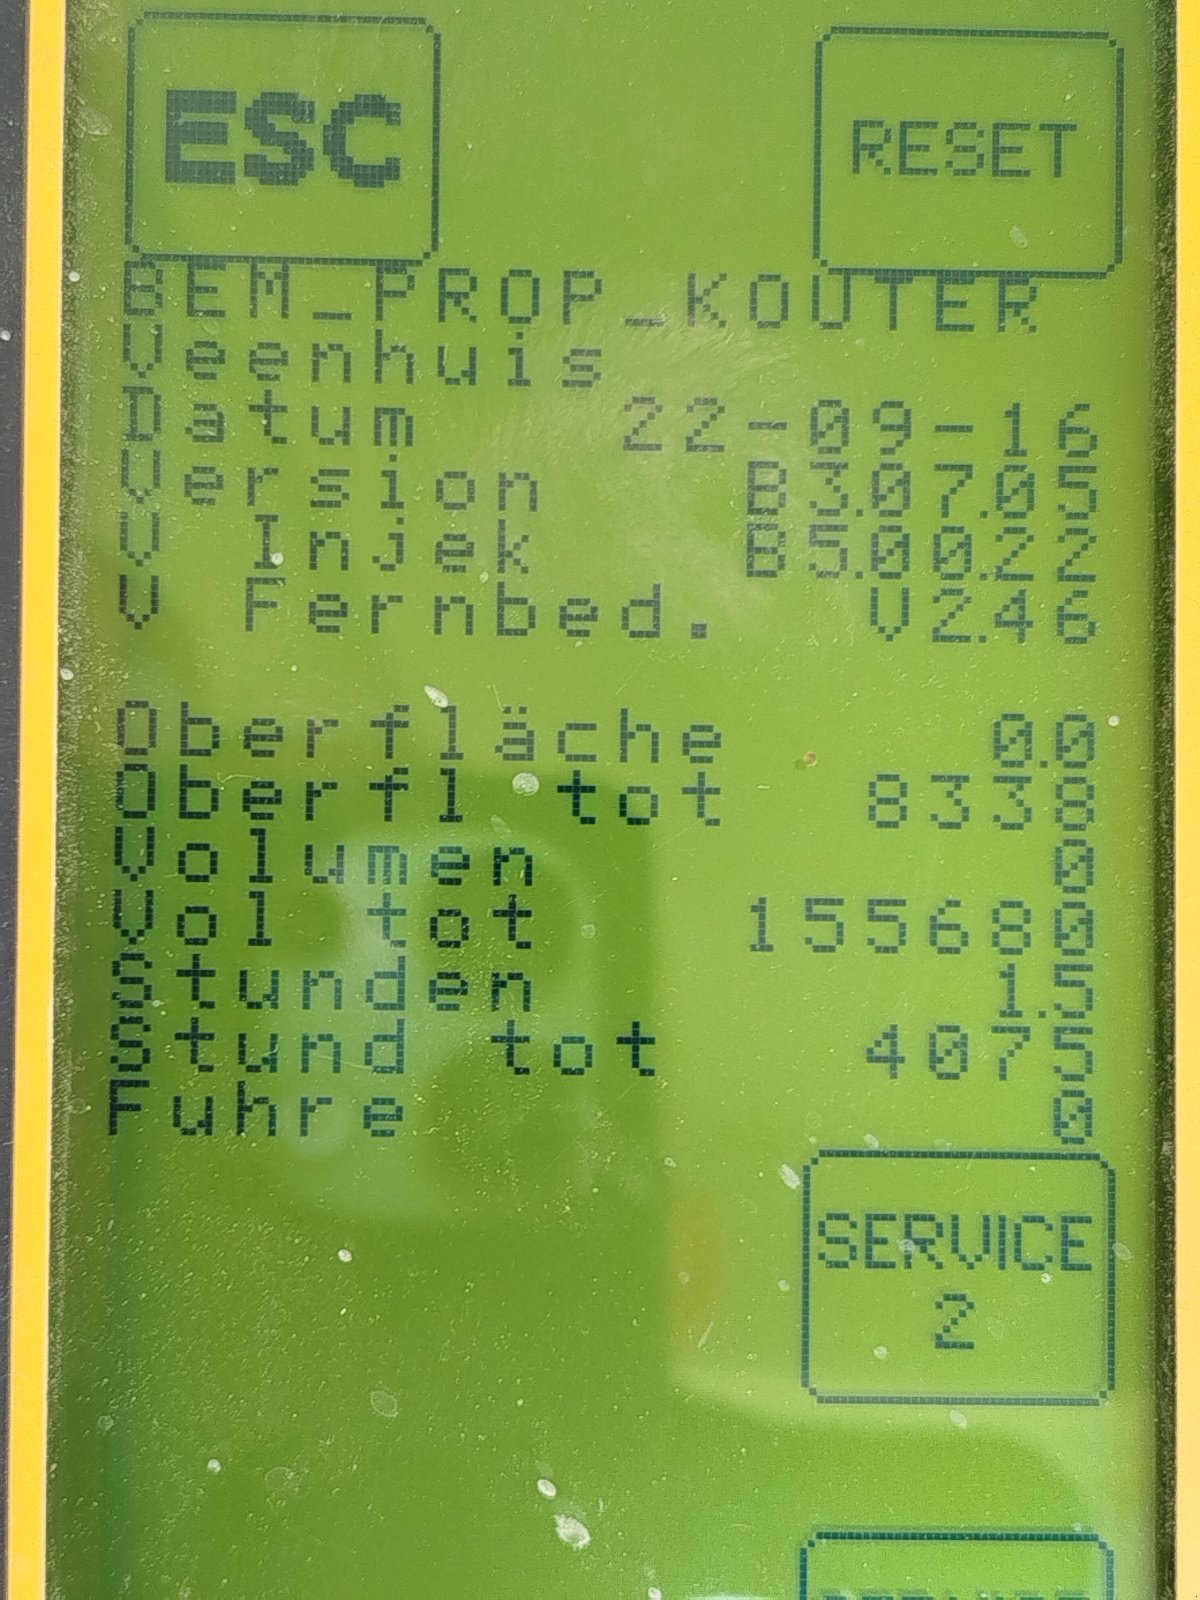 ESC
RESET
BEM_PROP_KOUTER
Veenhuis
Datum 22-09-16
Version B3.07.05
V Injek B5.00.22
V Fernbed. V2.46
Oberfläche 0.0
Oberfl tot 8338
Volumen 0
Vol tot 155680
Stunden 1.5
Stund tot 4075
Fuhre 0
SERVICE
2